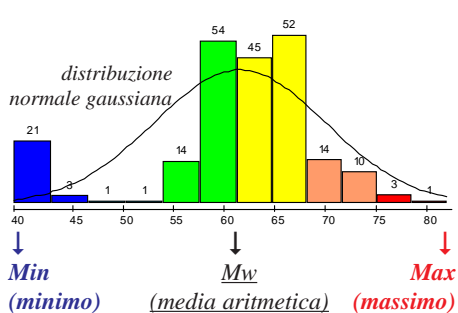 54
52
45
distribuzione
normale gaussiana
21
14
14
10
3
1
1
3
1
40
45
50
55
60
65
70
75
80
Min
(minimo)
Mw
(media aritmetica)
Max
(massimo)